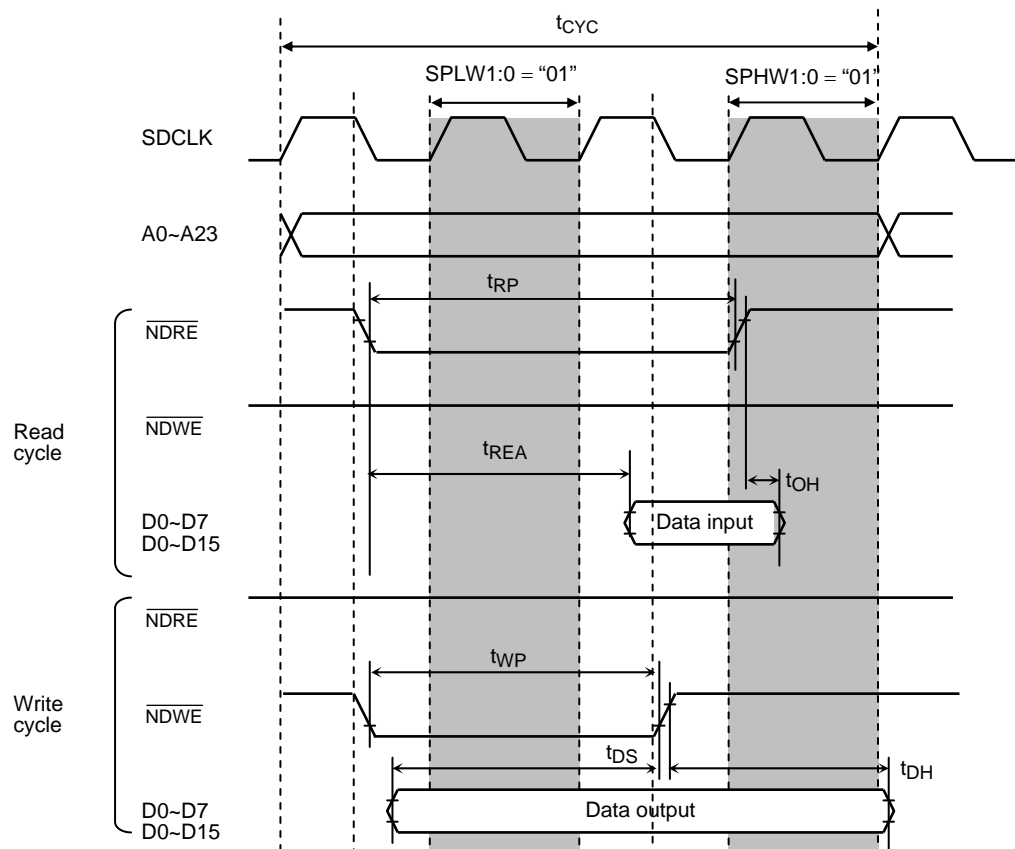 tCYC
SPLW1:0 = “01”
SPHW1:0 = “01”
SDCLK
A0~A23
tRP
NDRE
NDWE
Read
cycle
tREA
tOH
D0~D7
D0~D15
Data input
NDRE
tWP
Write
cycle
NDWE
tDS
tDH
D0~D7
D0~D15
Data output